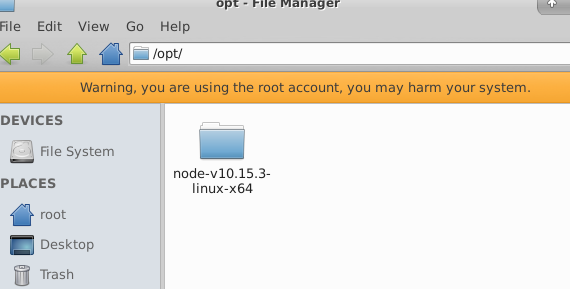 opt - File Manager
File Edit View Go Help
/opt/
Warning, you are using the root account, you may harm your system.
DEVICES
File System
PLACES
root
Desktop
Trash
node-v10.15.3-
linux-x64